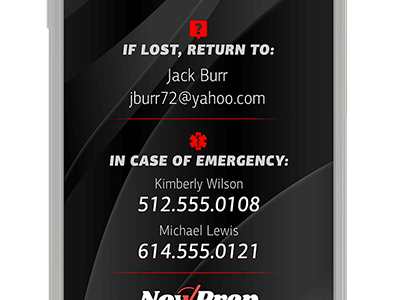 IF LOST, RETURN TO:
Jack Burr
jburr72@yahoo.com
IN CASE OF EMERGENCY:
Kimberly Wilson
512.555.0108
Michael Lewis
614.555.0121
NowPrep